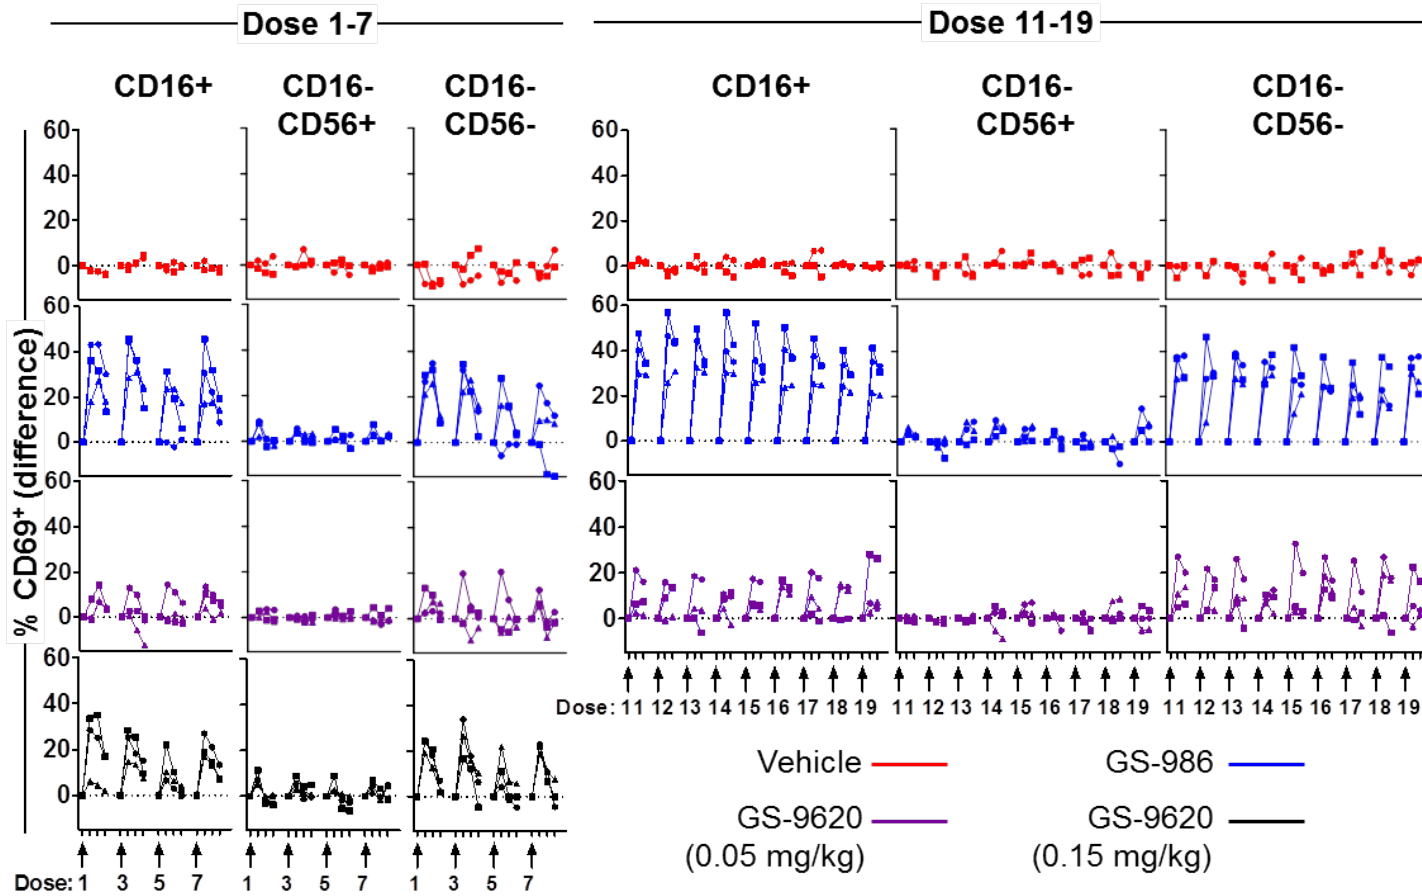 Dose 1-7
Dose 11-19
CD16+
CD16-
CD56+
CD16-
CD56-
CD16+
CD16-
CD56+
CD16-
CD56-
% CD69+ (difference)
60
40
20
0
60
40
20
0
60
40
20
0
60
40
20
0
60
40
20
0
60
40
20
0
60
40
20
0
Dose: 11 12 13 14 15 16 17 18 19
11 12 13 14 15 16 17 18 19
11 12 13 14 15 16 17 18 19
Vehicle
GS-986
GS-9620
(0.05 mg/kg)
GS-9620
(0.15 mg/kg)
Dose: 1 3 5 7
1 3 5 7
1 3 5 7